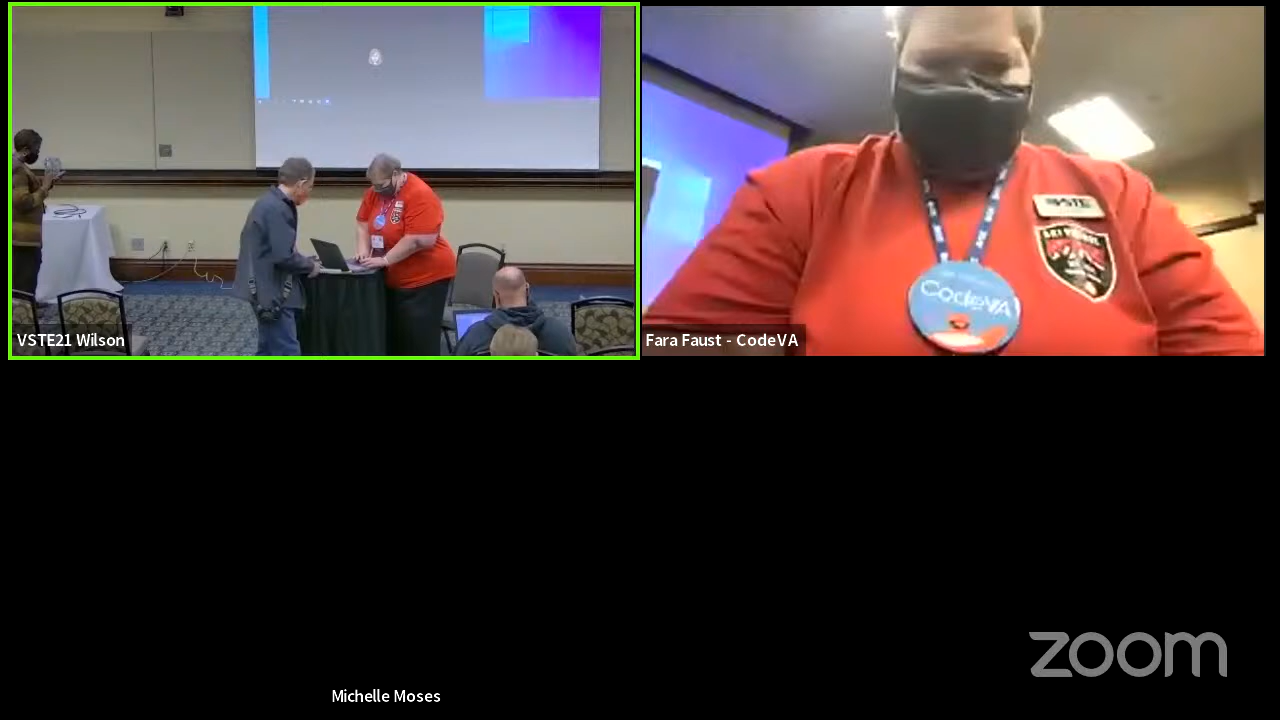 VSTE21 Wilson
VSTE
CodeVA
Fara Faust - CodeVA
zoom
Michelle Moses